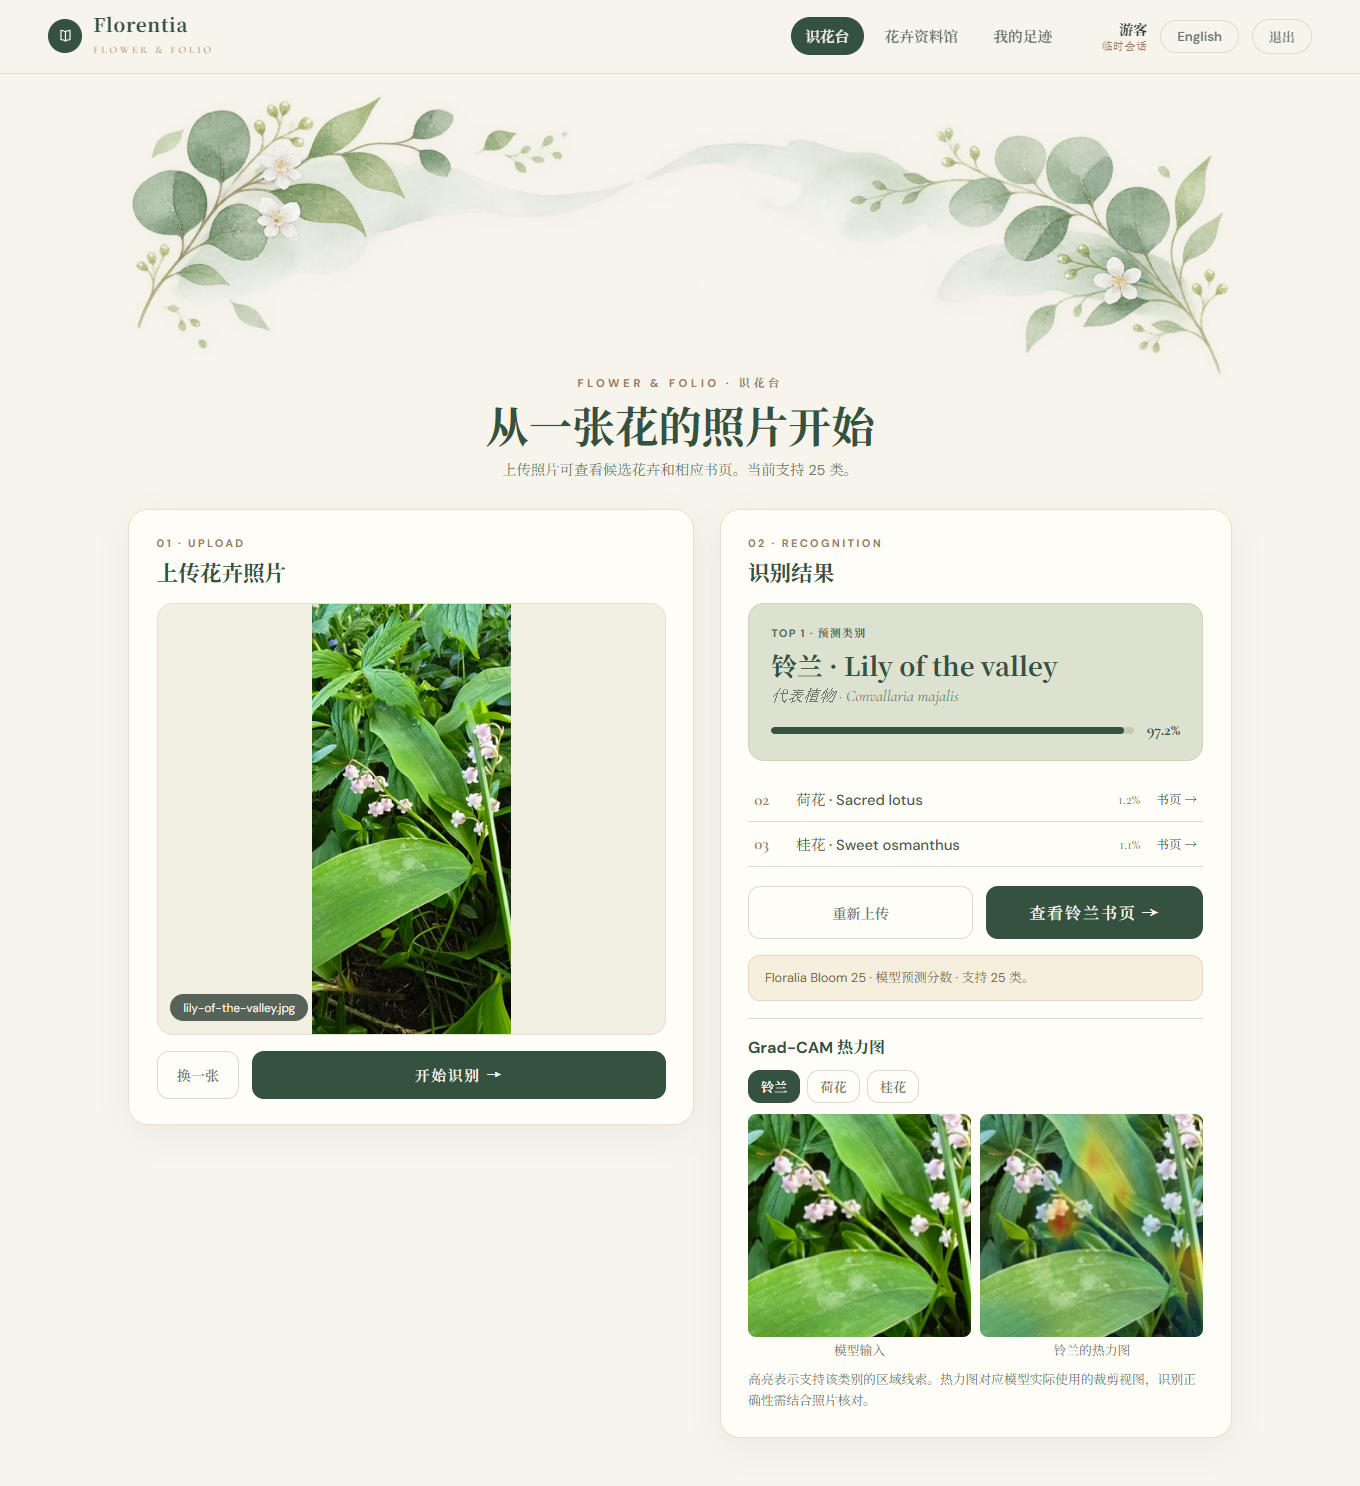 Florentia
FLOWER & FOLIO
识花台
花卉资料馆
我的足迹
游客
临时会话
English
退出
FLOWER & FOLIO · 识花台
从一张花的照片开始
上传照片可查看候选花卉和相应书页。当前支持 25 类。
01 · UPLOAD
上传花卉照片
lily-of-the-valley.jpg
换一张
开始识别 →
02 · RECOGNITION
识别结果
TOP 1 · 预测类别
铃兰 · Lily of the valley
代表植物 · Convallaria majalis
97.2%
02 荷花 · Sacred lotus 1.2% 书页 →
03 桂花 · Sweet osmanthus 1.1% 书页 →
重新上传
查看铃兰书页 →
Floralia Bloom 25 · 模型预测分数 · 支持 25 类。
Grad-CAM 热力图
铃兰
荷花
桂花
模型输入
铃兰的热力图
高亮表示支持该类别的区域线索。热力图对应模型实际使用的裁剪视图，识别正
确性需结合照片核对。